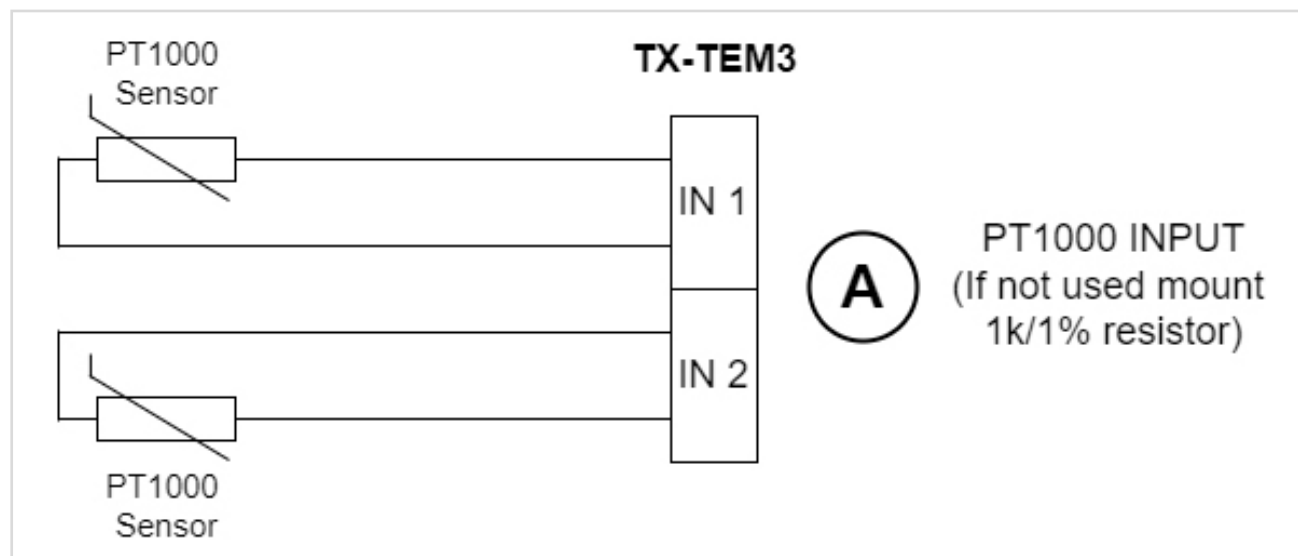 PT1000
Sensor
TX-TEM3
IN 1
A
PT1000 INPUT
(If not used mount
1k/1% resistor)
IN 2
PT1000
Sensor